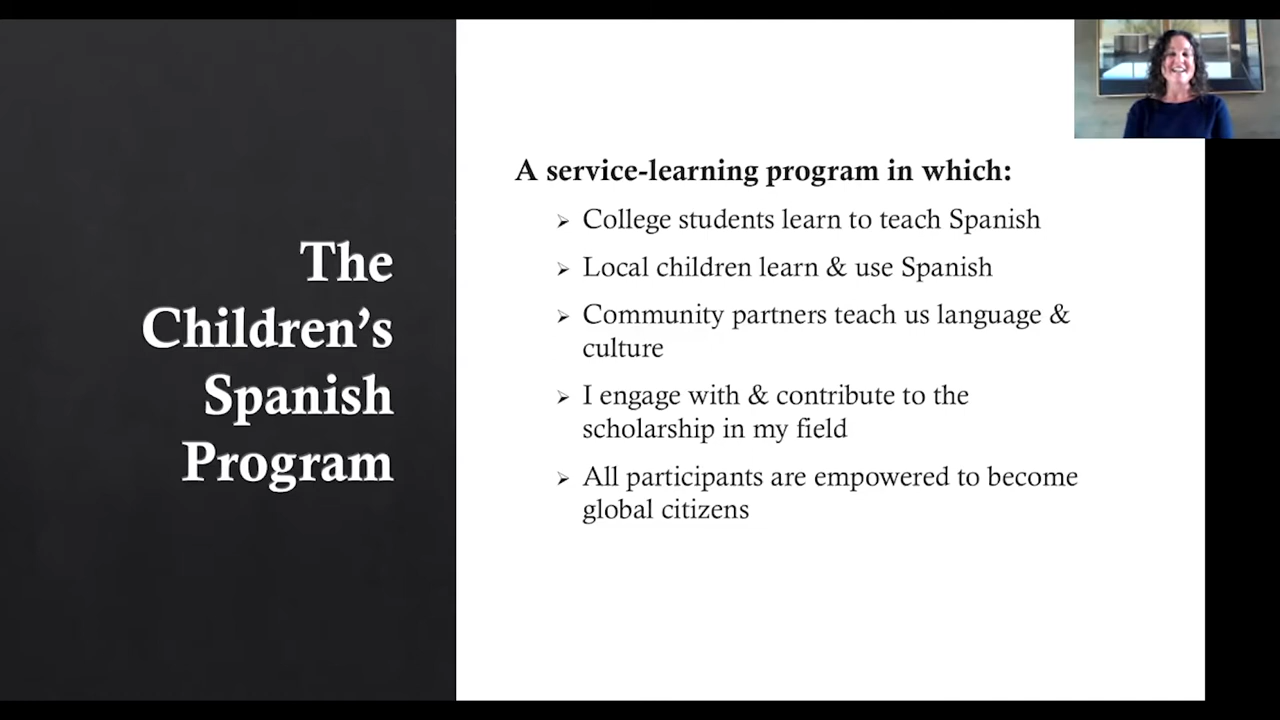 The
Children’s
Spanish
Program
A service-learning program in which:
College students learn to teach Spanish
Local children learn & use Spanish
Community partners teach us language &
culture
I engage with & contribute to the
scholarship in my field
All participants are empowered to become
global citizens